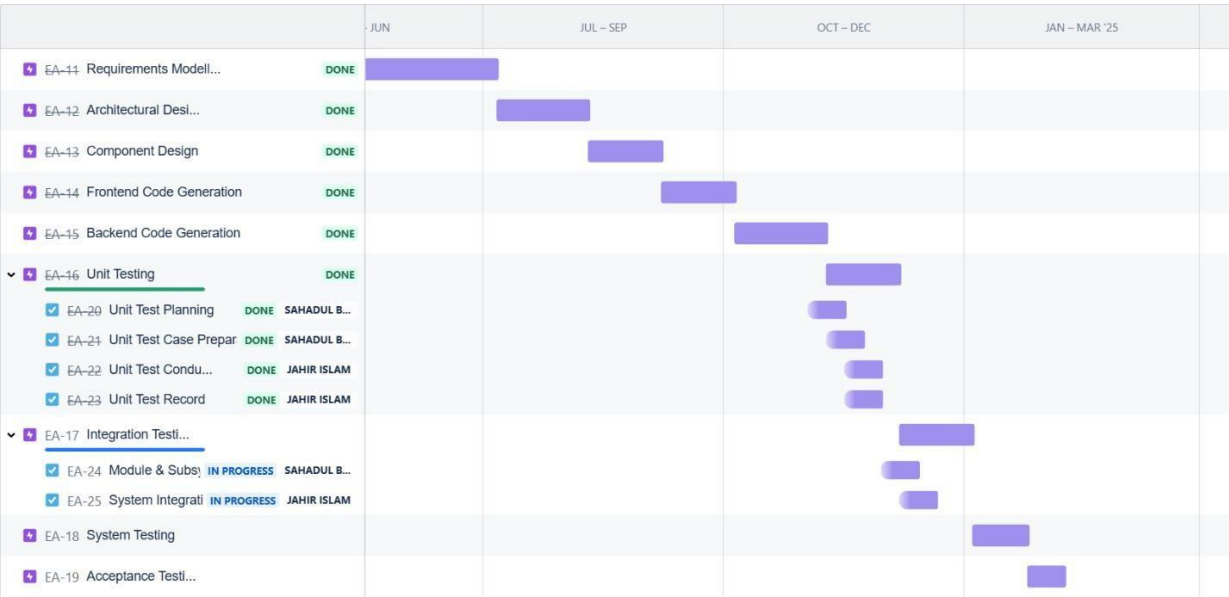 - JUN JUL – SEP OCT – DEC JAN – MAR '25
EA-11 Requirements Modell... DONE
EA-12 Architectural Desi... DONE
EA-13 Component Design DONE
EA-14 Frontend Code Generation DONE
EA-15 Backend Code Generation DONE
EA-16 Unit Testing DONE
EA-20 Unit Test Planning DONE SAHADUL B...
EA-21 Unit Test Case Prepar DONE SAHADUL B...
EA-22 Unit Test Condu... DONE JAHIR ISLAM
EA-23 Unit Test Record DONE JAHIR ISLAM
EA-17 Integration Testi...
EA-24 Module & Subsy IN PROGRESS SAHADUL B...
EA-25 System Integrati IN PROGRESS JAHIR ISLAM
EA-18 System Testing
EA-19 Acceptance Testi...